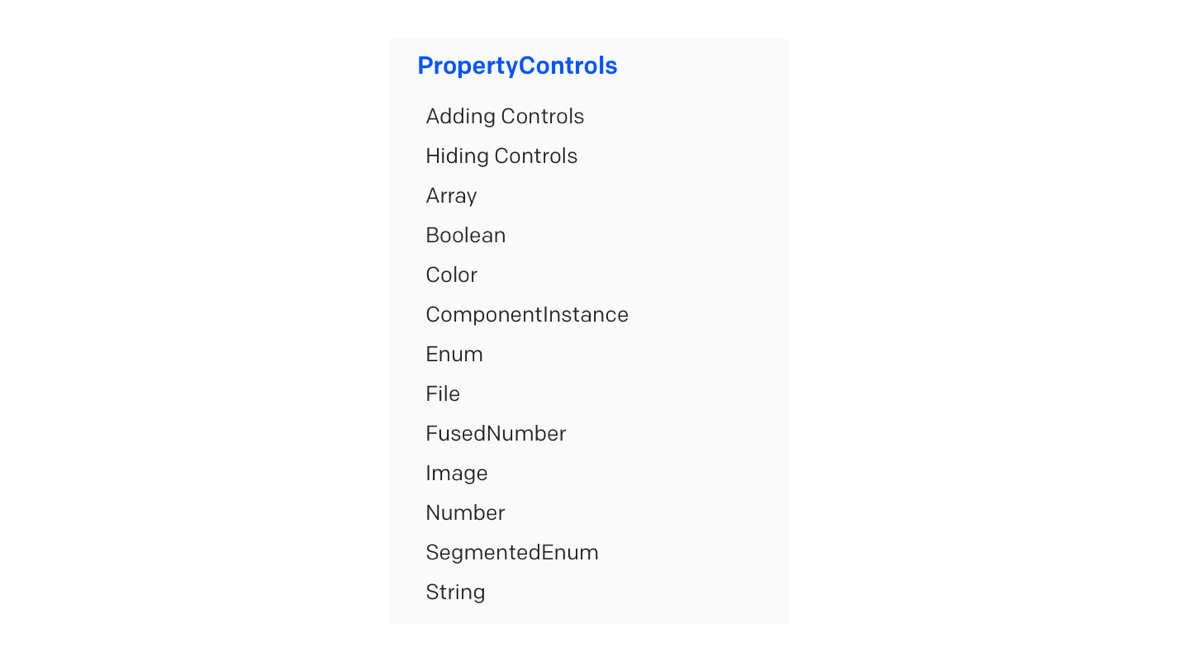 PropertyControls
Adding Controls
Hiding Controls
Array
Boolean
Color
ComponentInstance
Enum
File
FusedNumber
Image
Number
SegmentedEnum
String